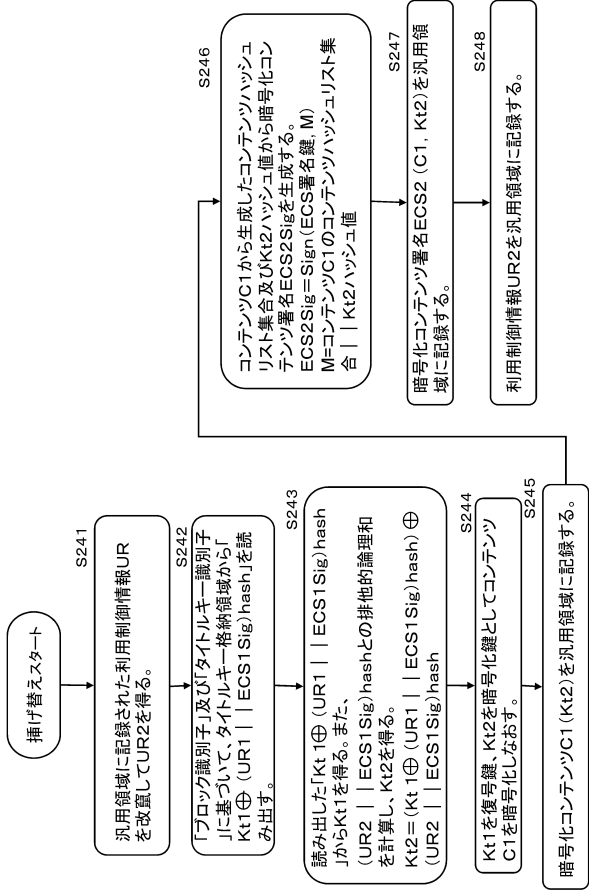 挿げ替えスタート
S241
汎用領域に記録された利用制御情報UR
を改竄してUR2を得る。
S242
「ブロック識別子」及び「タイトルキー識別子
」に基づいて、タイトルキー格納領域から「
Kt1⊕ (UR1 || ECS1Sig)hash」を読
み出す。
S243
読み出した「Kt 1⊕ (UR1 || ECS1Sig)hash
」からKt1を得る。また、
(UR2 || ECS1Sig)hashとの排他的論理和
を計算し、Kt2を得る。
Kt2=(Kt 1⊕ (UR1 || ECS1Sig)hash) ⊕
(UR2 || ECS1Sig)hash
S244
Kt1を復号鍵、Kt2を暗号化鍵としてコンテンツ
C1を暗号化しなおす。
S245
暗号化コンテンツC1(Kt2)を汎用領域に記録する。
S246
コンテンツC1から生成したコンテンツハッシュ
リスト集合及びKt2ハッシュ値から暗号化コン
テンツ署名ECS2Sigを生成する。
ECS2Sig=Sign(ECS署名鍵, M)
M=コンテンツC1のコンテンツハッシュリスト集
合||Kt2ハッシュ値
S247
暗号化コンテンツ署名ECS2 (C1, Kt2)を汎用領
域に記録する。
S248
利用制御情報UR2を汎用領域に記録する。